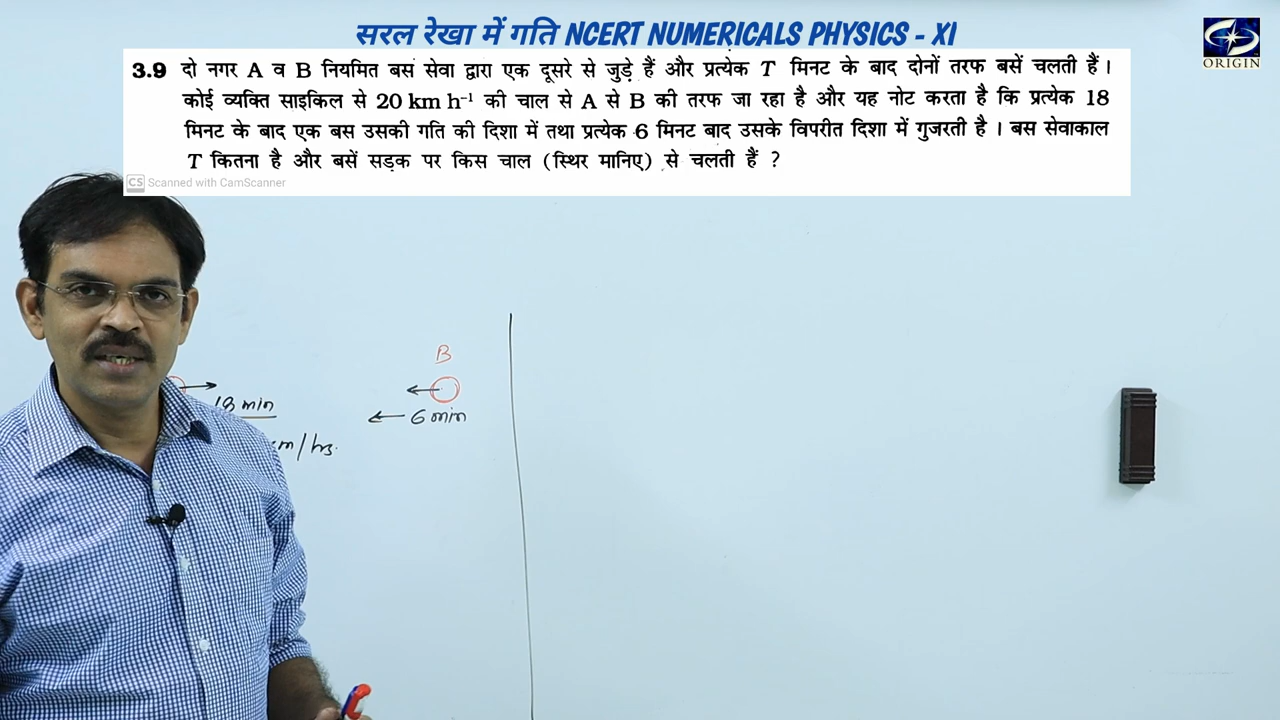 सरल रेखा में गति NCERT NUMERICALS PHYSICS - XI
ORIGIN
3.9 दो नगर A व B नियमित बस सेवा द्वारा एक दूसरे से जुड़े हैं और प्रत्येक T मिनट के बाद दोनों तरफ बसें चलती हैं।
कोई व्यक्ति साइकिल से 20 km h⁻¹ की चाल से A से B की तरफ जा रहा है और यह नोट करता है कि प्रत्येक 18
मिनट के बाद एक बस उसकी गति की दिशा में तथा प्रत्येक 6 मिनट बाद उसके विपरीत दिशा में गुजरती है। बस सेवाकाल
T कितना है और बसें सड़क पर किस चाल (स्थिर मानिए) से चलती हैं ?
CS Scanned with CamScanner
B
18 min
6 min
km/hrs.